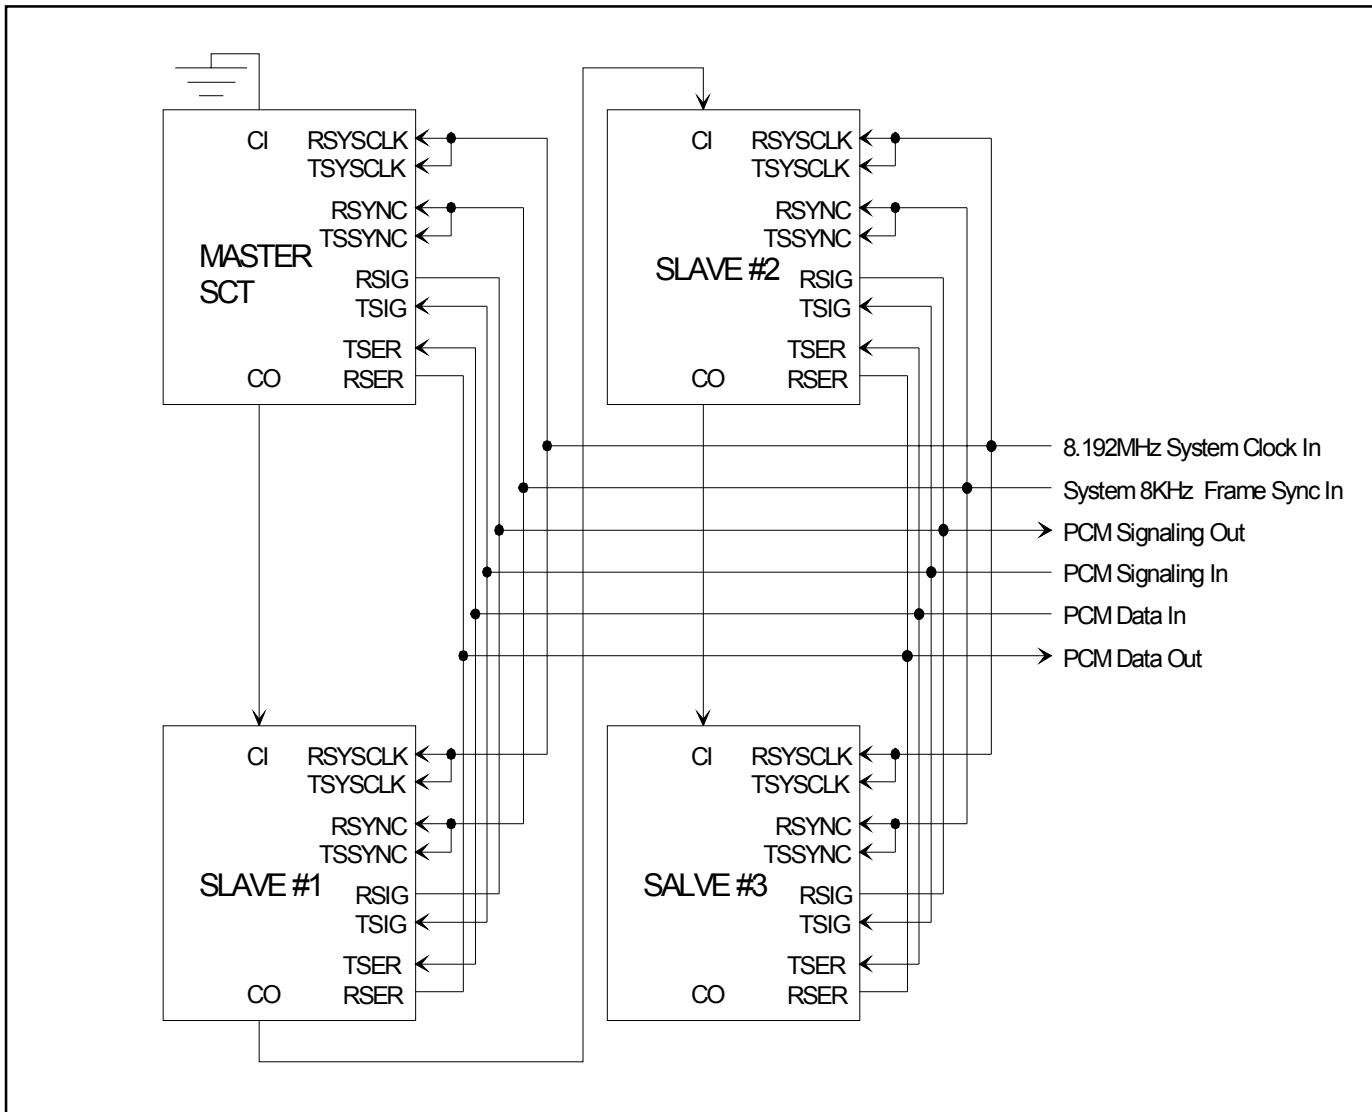 CI RSYSCLK
TSYSCLK
RSYNC
TSSYNC
MASTER
SCT
RSIG
TSIG
TSER
CO RSER
CI RSYSCLK
TSYSCLK
RSYNC
TSSYNC
SLAVE #2
RSIG
TSIG
TSER
CO RSER
8.192MHz System Clock In
System 8KHz Frame Sync In
PCM Signaling Out
PCM Signaling In
PCM Data In
PCM Data Out
CI RSYSCLK
TSYSCLK
RSYNC
TSSYNC
SLAVE #1
RSIG
TSIG
TSER
CO RSER
CI RSYSCLK
TSYSCLK
RSYNC
TSSYNC
SALVE #3
RSIG
TSIG
TSER
CO RSER